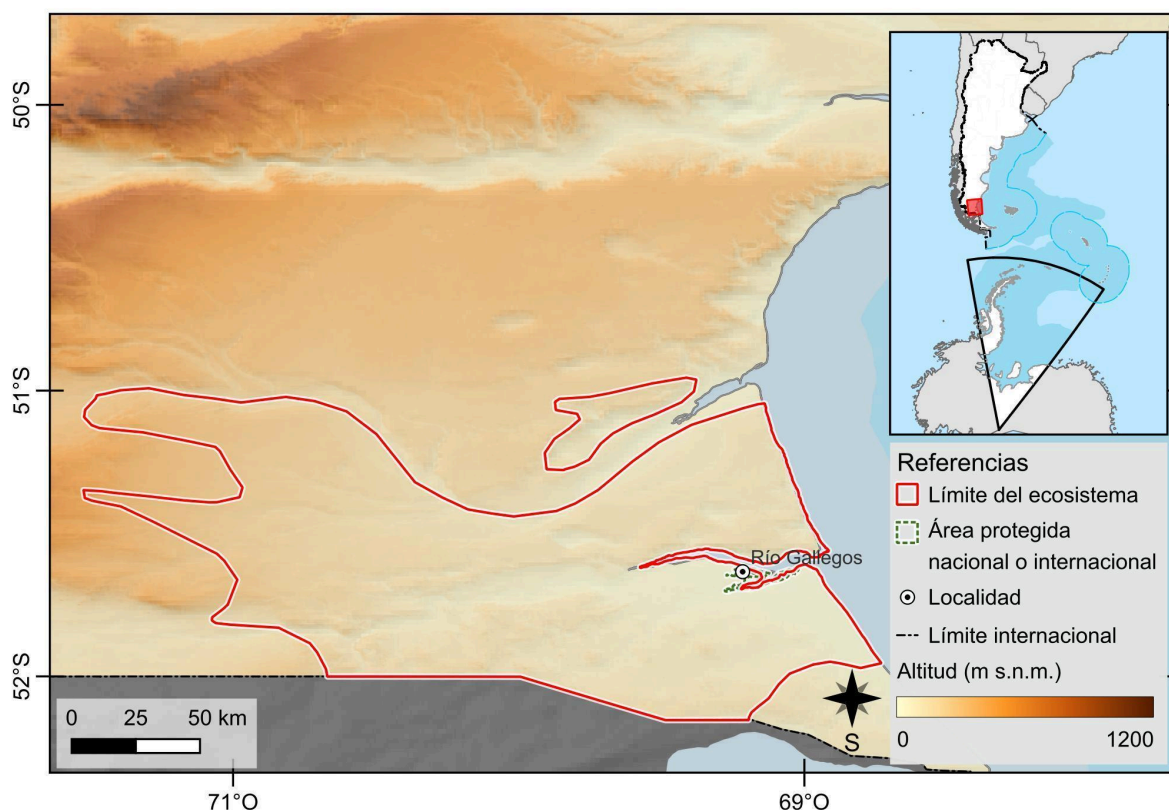 50°S
51°S
52°S
71°O
69°O
Río Gallegos
0 25 50 km
S
Referencias
Límite del ecosistema
Área protegida
nacional o internacional
Localidad
Límite internacional
Altitud (m s.n.m.)
0 1200